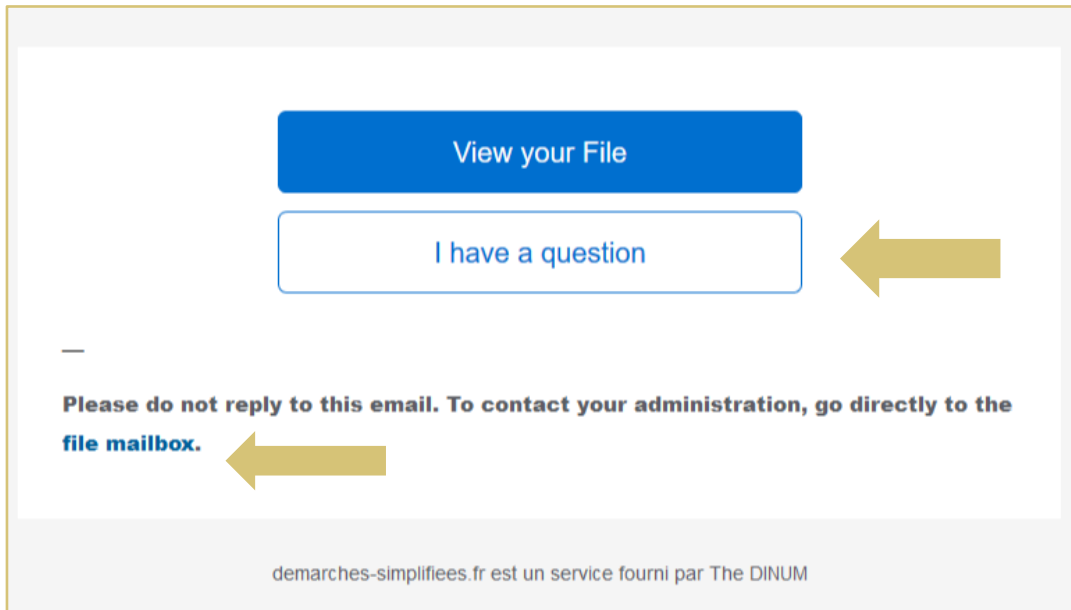 View your File
I have a question
—
Please do not reply to this email. To contact your administration, go directly to the
file mailbox.
demarches-simplifiees.fr est un service fourni par The DINUM